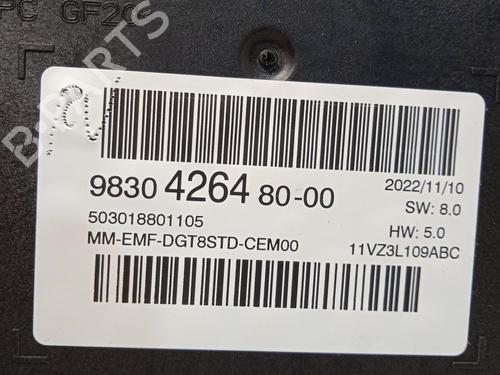 PC GF20
B-PARTS
9830 4264 80-00
2022/11/10
SW: 8.0
503018801105
HW: 5.0
MM-EMF-DGT8STD-CEM00
11VZ3L109ABC